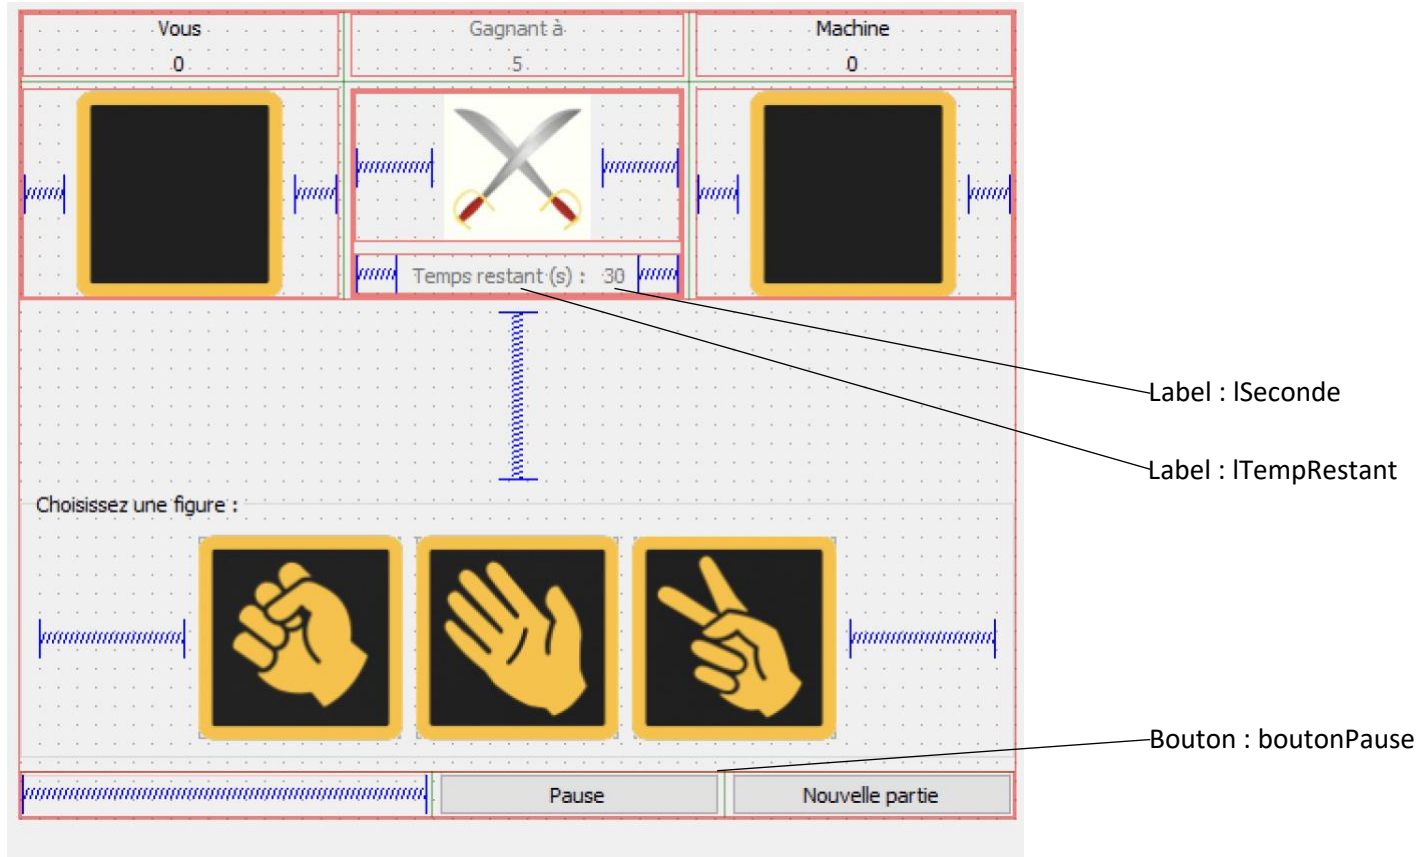 Vous Gagnant à Machine
0 5 0
Temps restant (s) : 30
Label : lSeconde
Label : lTempRestant
Choisissez une figure :
Bouton : boutonPause
Pause Nouvelle partie